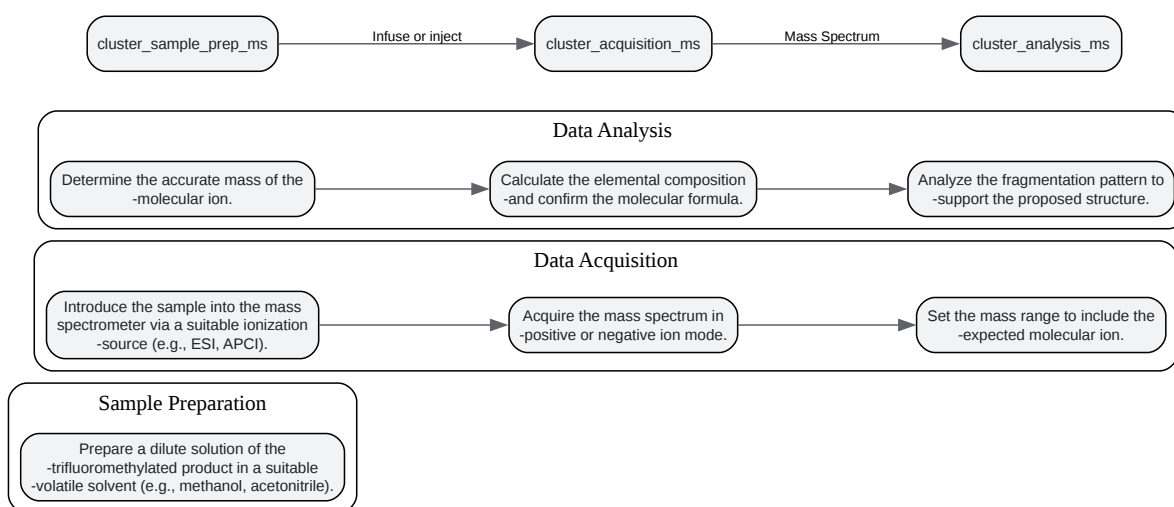 cluster_sample_prep_ms
Infuse or inject
cluster_acquisition_ms
Mass Spectrum
cluster_analysis_ms
Data Analysis
Determine the accurate mass of the
-molecular ion.
Calculate the elemental composition
-and confirm the molecular formula.
Analyze the fragmentation pattern to
-support the proposed structure.
Data Acquisition
Introduce the sample into the mass
spectrometer via a suitable ionization
-source (e.g., ESI, APCI).
Acquire the mass spectrum in
-positive or negative ion mode.
Set the mass range to include the
-expected molecular ion.
Sample Preparation
Prepare a dilute solution of the
-trifluoromethylated product in a suitable
-volatile solvent (e.g., methanol, acetonitrile).